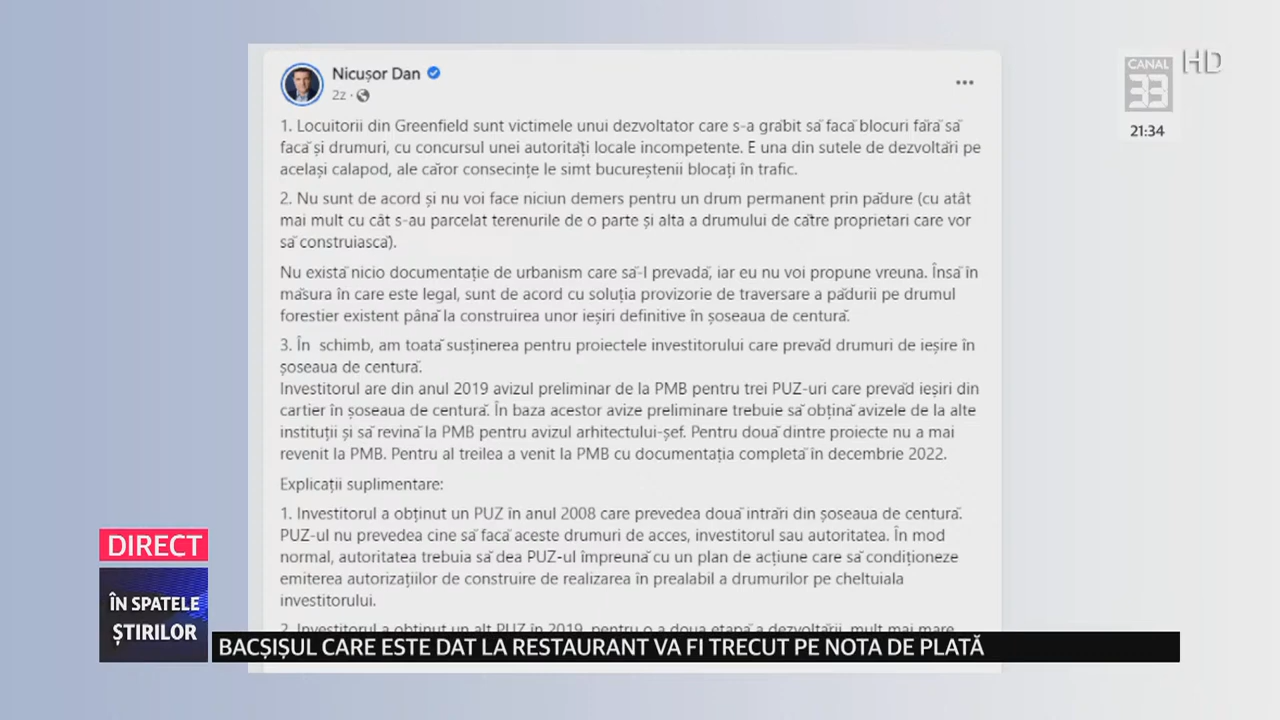 Nicușor Dan
2z
1. Locuitorii din Greenfield sunt victimele unui dezvoltator care s-a grăbit să facă blocuri fără să
facă și drumuri, cu concursul unei autorități locale incompetente. E una din sutele de dezvoltări pe
același calapod, ale căror consecințe le simt bucureștenii blocați în trafic.
2. Nu sunt de acord și nu voi face niciun demers pentru un drum permanent prin pădure (cu atât
mai mult cu cât s-au parcelat terenurile de o parte și alta a drumului de către proprietari care vor
să construiască).
Nu există nicio documentație de urbanism care să-l prevadă, iar eu nu voi propune vreuna. Însă în
măsura în care este legal, sunt de acord cu soluția provizorie de traversare a pădurii pe drumul
forestier existent până la construirea unor ieșiri definitive în șoseaua de centură.
3. În schimb, am toată susținerea pentru proiectele investitorului care prevăd drumuri de ieșire în
șoseaua de centură.
Investitorul are din anul 2019 avizul preliminar de la PMB pentru trei PUZ-uri care prevăd ieșiri din
cartier în șoseaua de centură. În baza acestor avize preliminare trebuie să obțină avizele de la alte
instituții și să revină la PMB pentru avizul arhitectului-șef. Pentru două dintre proiecte nu a mai
revenit la PMB. Pentru al treilea a venit la PMB cu documentația completă în decembrie 2022.
Explicații suplimentare:
1. Investitorul a obținut un PUZ în anul 2008 care prevedea două intrări din șoseaua de centură.
PUZ-ul nu prevedea cine să facă aceste drumuri de acces, investitorul sau autoritatea. În mod
normal, autoritatea trebuia să dea PUZ-ul împreună cu un plan de acțiune care să condiționeze
emiterea autorizațiilor de construire de realizarea în prealabil a drumurilor pe cheltuiala
investitorului.
2. Investitorul a obținut un alt PUZ în 2019, pentru o a doua etapă a dezvoltării, mult mai mare
CANAL
33
HD
21:34
DIRECT
ÎN SPATELE
ȘTIRILOR
BACȘIȘUL CARE ESTE DAT LA RESTAURANT VA FI TRECUT PE NOTA DE PLATĂ